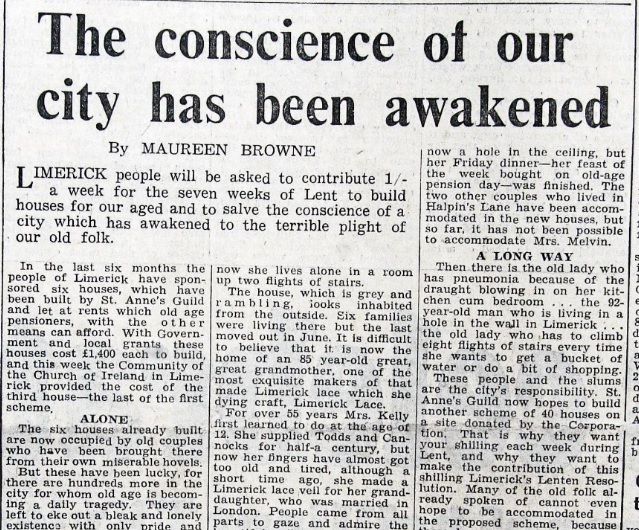 The conscience of our
city has been awakened
By MAUREEN BROWNE
LIMERICK people will be asked to contribute 1/-
a week for the seven weeks of Lent to build
houses for our aged and to salve the conscience of a
city which has awakened to the terrible plight of
our old folk.
In the last six months the
people of Limerick have spon-
sored six houses, which have
been built by St. Anne's Guild
and let at rents which old age
pensioners, with the other
means can afford. With Govern-
ment and local grants these
houses cost £1,400 each to build,
and this week the Community of
the Church of Ireland in Lime-
rick provided the cost of the
third house—the last of the first
scheme.
ALONE
The six houses already built
are now occupied by old couples
who have been brought there
from their own miserable hovels.
But these have been lucky, for
there are hundreds more in the
city for whom old age is becom-
ing a daily tragedy. They are
left to eke out a bleak and lonely
existence with only pride and
now she lives alone in a room
up two flights of stairs.
The house, which is grey and
rambling, looks inhabited
from the outside. Six families
were living there but the last
moved out in June. It is difficult
to believe that it is now the
home of an 85 year-old great,
great grandmother, one of the
most exquisite makers of that
dying craft, Limerick Lace.
made Limerick lace which she
For over 55 years Mrs. Kelly
first learned to do at the age of
12. She supplied Todds and Can-
nocks for half-a-century, but
now her fingers have almost got
too old and tired, although a
short time ago, she made a
Limerick lace veil for her grand-
daughter, who was married in
London. People came from all
parts to gaze and admire the
now a hole in the ceiling, but
her Friday dinner—her feast of
the week bought on old-age
pension day—was finished. The
two other couples who lived in
Halpin's Lane have been accom-
modated in the new houses, but
so far, it has not been possible
to accommodate Mrs. Melvin.
A LONG WAY
Then there is the old lady who
has pneumonia because of the
draught blowing in on her kit-
chen cum bedroom . . . the 92-
year-old man who is living in a
hole in the wall in Limerick . . .
the old lady who has to climb
eight flights of stairs every time
she wants to get a bucket of
water or do a bit of shopping.
These people and the slums
are the city's responsibility. St.
Anne's Guild now hopes to build
another scheme of 40 houses on
a site donated by the Corpora-
tion. That is why they want
your shilling each week during
Lent, and why they want to
make the contribution of this
shilling Limerick's Lenten Reso-
lution. Many of the old folk al-
ready spoken of cannot even
hope to be accommodated in
the proposed scheme, because